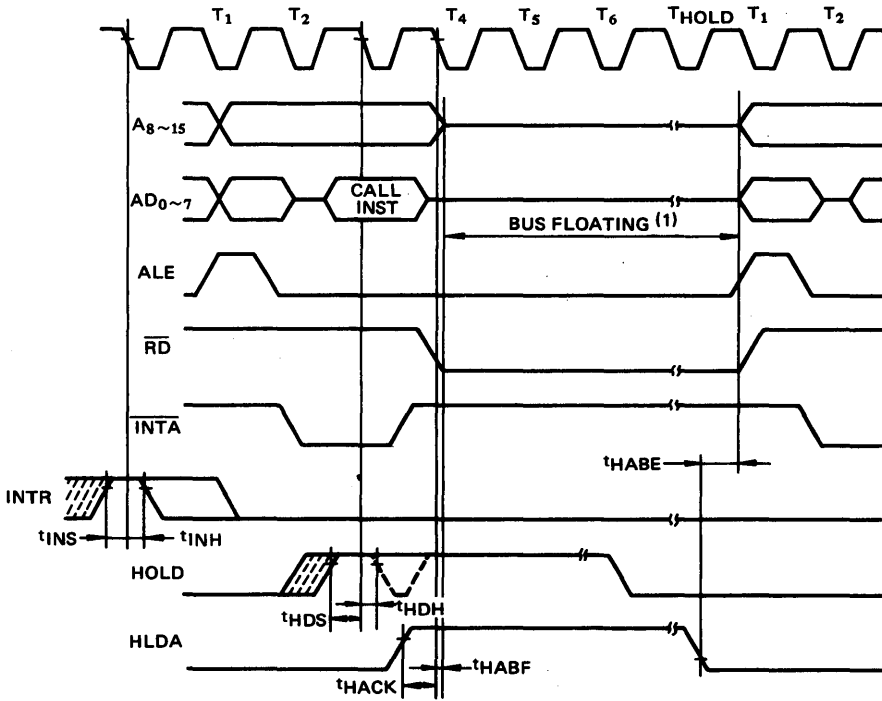 T1 T2 T4 T5 T6 THOLD T1 T2
A8~15
AD0~7
CALL
INST
BUS FLOATING (1)
ALE
RD
INTA
tHABE
INTR
tINS
tINH
HOLD
tHDS
tHDH
HLDA
tHACK
tHABF